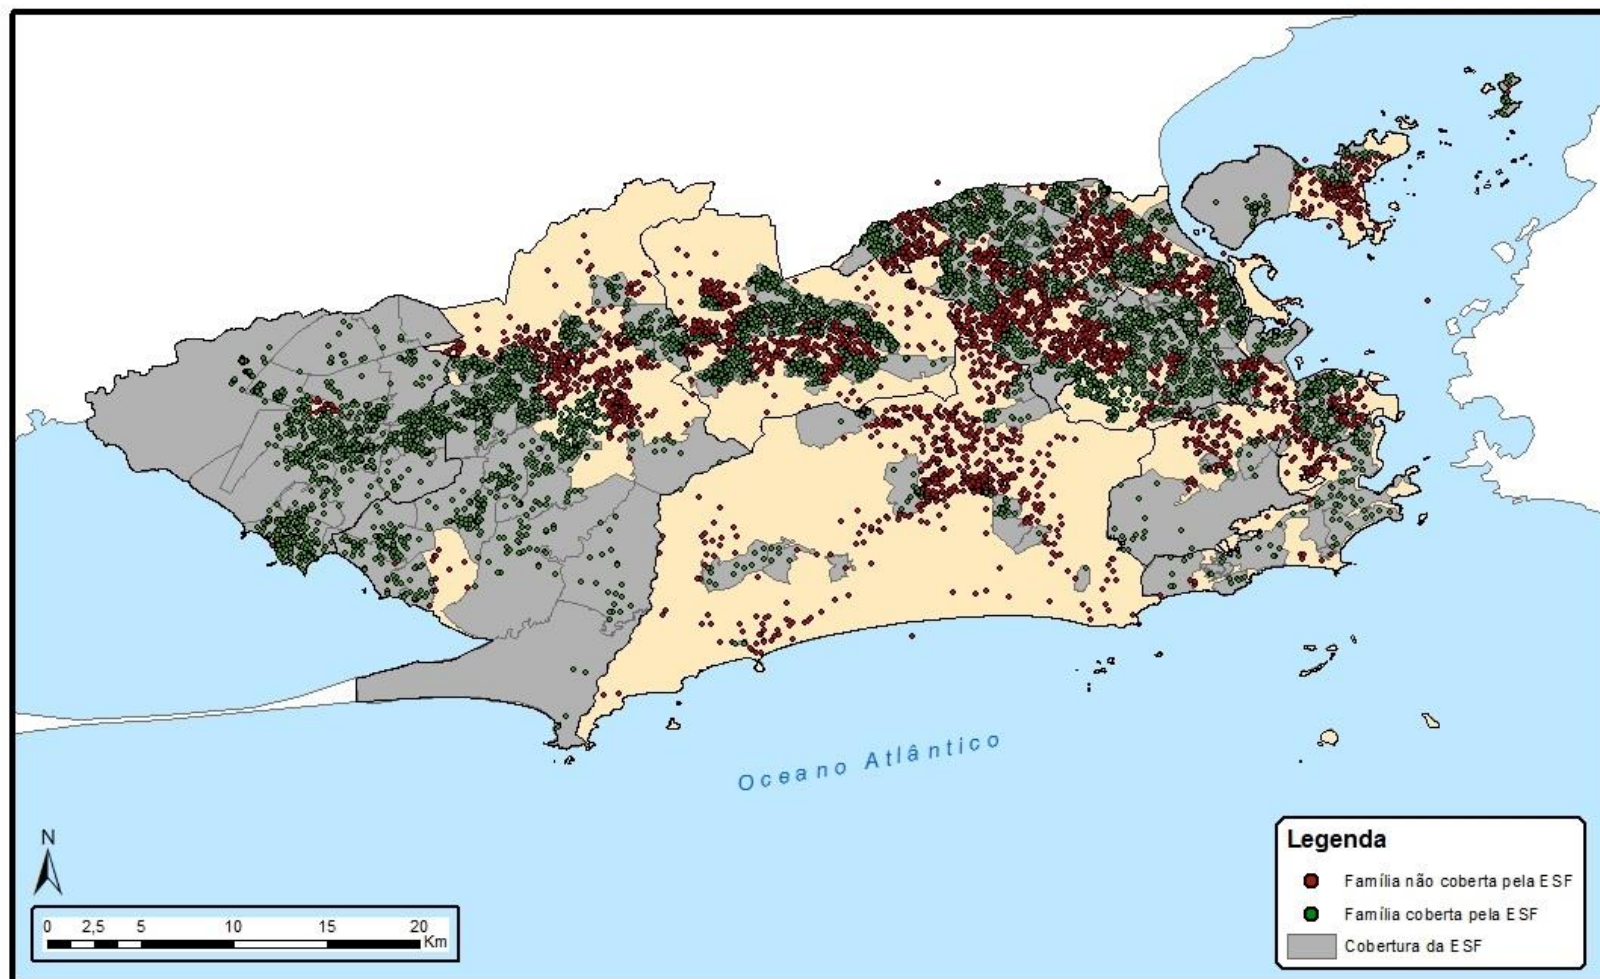 Oceano Atlântico
N
0 2,5 5 10 15 20
Km
Legenda
Família não coberta pela ESF
Família coberta pela ESF
Cobertura da ESF